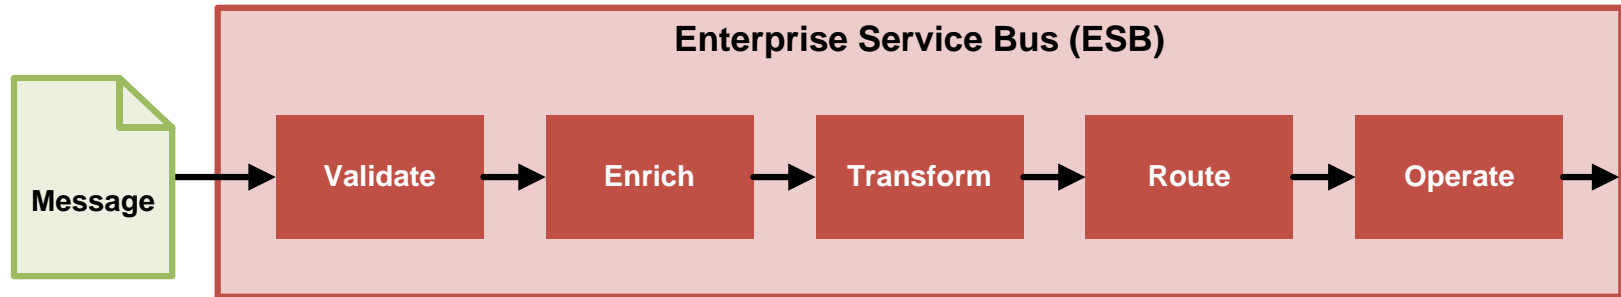 Enterprise Service Bus (ESB)
Message
Validate
Enrich
Transform
Route
Operate